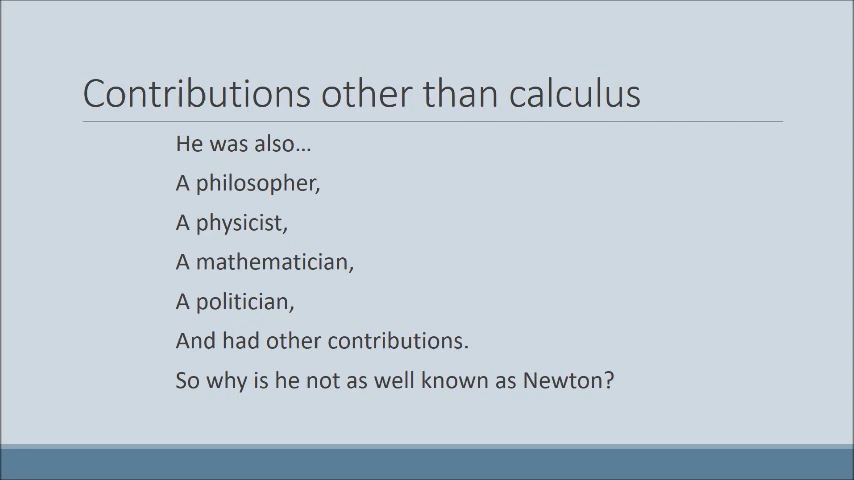 Contributions other than calculus
He was also…
A philosopher,
A physicist,
A mathematician,
A politician,
And had other contributions.
So why is he not as well known as Newton?